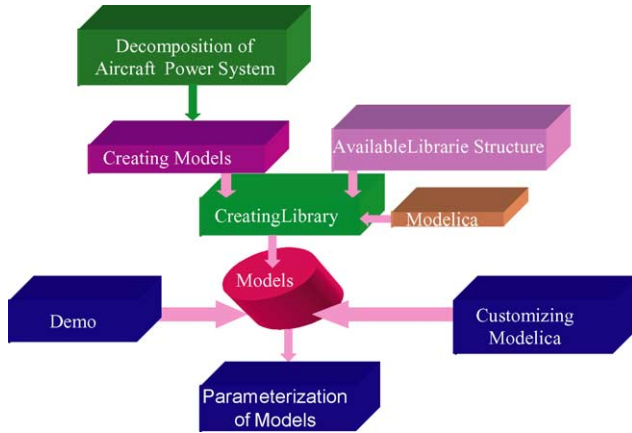 Decomposition of
Aircraft Power System
Creating Models
AvailableLibrarie Structure
CreatingLibrary
Modelica
Models
Demo
Customizing
Modelica
Parameterization
of Models